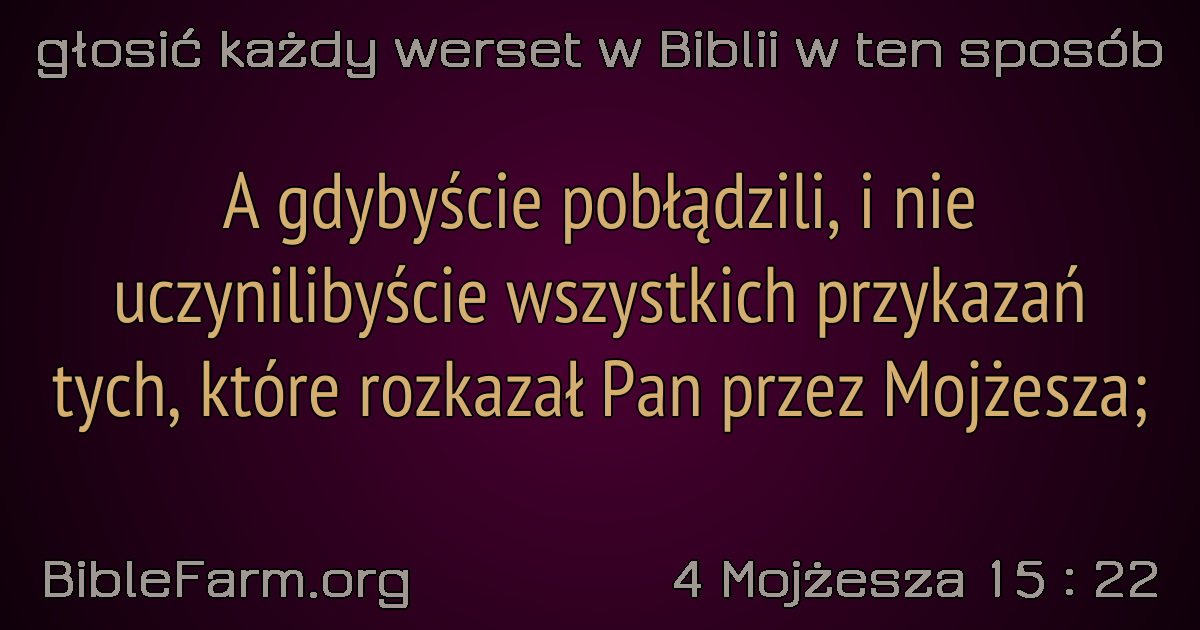 głosić każdy werset w Biblii w ten sposób
A gdybyście pobłądzili, i nie
uczynilibyście wszystkich przykazań
tych, które rozkazał Pan przez Mojżesza;
BibleFarm.org
4 Mojżesza 15 : 22